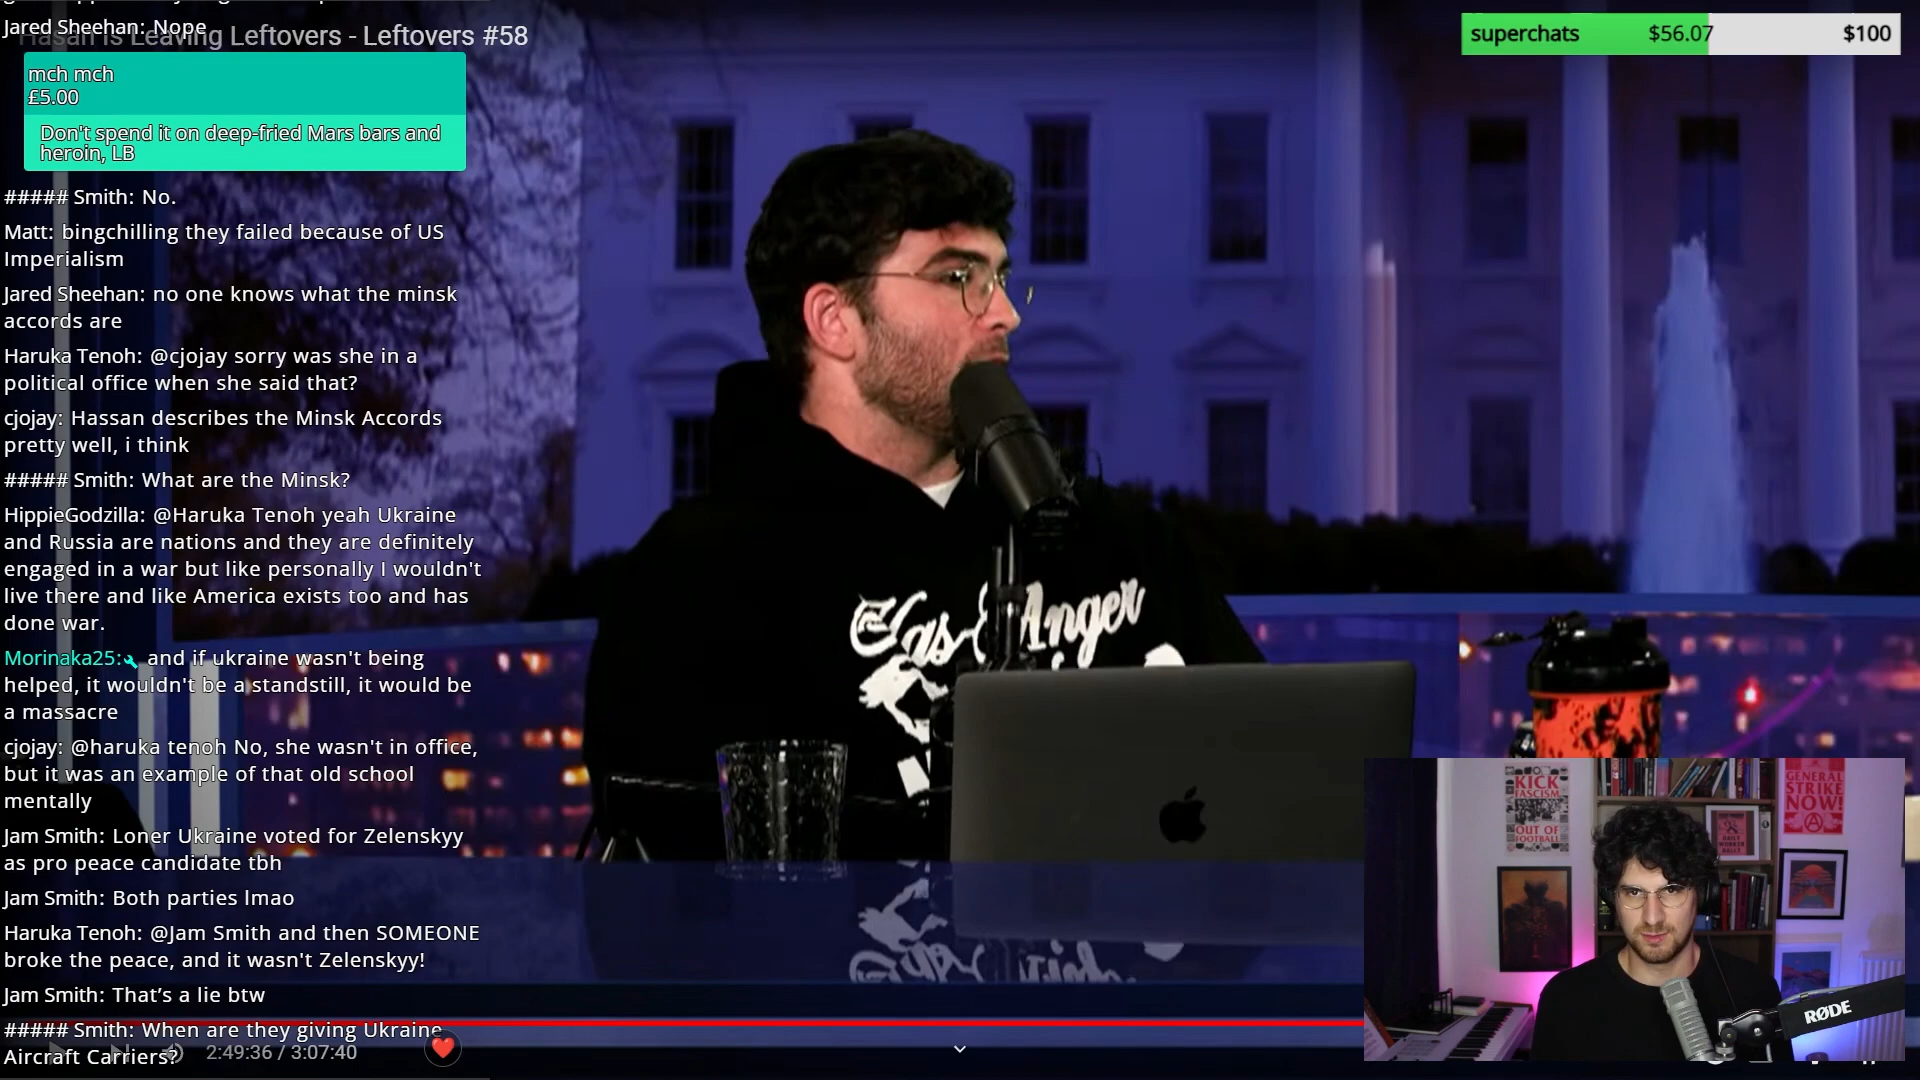 Jared Sheehan: Nope
Hasan Is Leaving Leftovers - Leftovers #58
mch mch
£5.00
Don't spend it on deep-fried Mars bars and
heroin, LB
##### Smith: No.
Matt: bingchilling they failed because of US
Imperialism
Jared Sheehan: no one knows what the minsk
accords are
Haruka Tenoh: @cjojay sorry was she in a
political office when she said that?
cjojay: Hassan describes the Minsk Accords
pretty well, i think
##### Smith: What are the Minsk?
HippieGodzilla: @Haruka Tenoh yeah Ukraine
and Russia are nations and they are definitely
engaged in a war but like personally I wouldn't
live there and like America exists too and has
done war.
Morinaka25: and if ukraine wasn't being
helped, it wouldn't be a standstill, it would be
a massacre
cjojay: @haruka tenoh No, she wasn't in office,
but it was an example of that old school
mentally
Jam Smith: Loner Ukraine voted for Zelenskyy
as pro peace candidate tbh
Jam Smith: Both parties lmao
Haruka Tenoh: @Jam Smith and then SOMEONE
broke the peace, and it wasn't Zelenskyy!
Jam Smith: That's a lie btw
##### Smith: When are they giving Ukraine
Aircraft Carriers?
2:49:36 / 3:07:40
superchats $56.07 $100
Anger
KICK
FASCISM
OUT OF
FOOTBALL
GENERAL
STRIKE
NOW!
RØDE